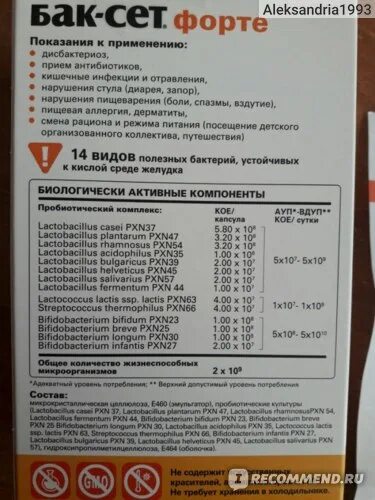 Aleksandria1993
БАК-СЕТ форте
Показания к применению:
• дисбактериоз,
• прием антибиотиков,
• кишечные инфекции и отравления,
• нарушения стула (диарея, запор),
• нарушения пищеварения (боли, спазмы, вздутие),
• пищевая аллергия, дерматиты,
• смена рациона и режима питания (посещение детского
организованного коллектива, путешествия)
14 видов полезных бактерий, устойчивых
к кислой среде желудка
БИОЛОГИЧЕСКИ АКТИВНЫЕ КОМПОНЕНТЫ
Пробиотический комплекс: КОЕ/ капсула АУП*-ВДУП** КОЕ/ сутки
Lactobacillus casei PXN37 5.80 x 10⁸
Lactobacillus plantarum PXN47 3.20 x 10⁸
Lactobacillus rhamnosus PXN54 3.20 x 10⁸
Lactobacillus acidophilus PXN35 1.00 x 10⁸
Lactobacillus bulgaricus PXN39 2.00 x 10⁷ 5x10⁷- 5x10⁹
Lactobacillus helveticus PXN45 2.00 x 10⁷
Lactobacillus salivarius PXN57 2.00 x 10⁷
Lactobacillus fermentum PXN 44 1.00 x 10⁸
Lactococcus lactis ssp. lactis PXN63 4.00 x 10⁷ 1x10⁷- 1x10⁹
Streptococcus thermophilus PXN66 4.00 x 10⁷
Bifidobacterium bifidum PXN23 1.00 x 10⁸
Bifidobacterium breve PXN25 1.00 x 10⁸ 5x10⁸- 5x10¹⁰
Bifidobacterium longum PXN30 1.00 x 10⁸
Bifidobacterium infantis PXN27 2.00 x 10⁷
Общее количество жизнеспособных
микроорганизмов 2 x 10⁹
*Адекватный уровень потребления; ** Верхний допустимый уровень потребления
Состав:
микрокристаллическая целлюлоза, E460 (эмульгатор), пробиотические культуры
(Lactobacillus casei PXN 37, Lactobacillus plantarum PXN 47, Lactobacillus rhamnosusPXN 54,
Lactobacillus fermentum PXN 44, Bifidobacterium bifidum PXN 23, Bifidobacterium breve
PXN 25 Bifidobacterium longum PXN 30, Lactobacillus acidophilus PXN 35, Lactococcus lactis
ssp. lactis PXN 63, Streptococcus thermophilus PXN 66, Bifidobacterium infantis PXN 27,
Lactobacillus bulgaricus PXN 39, Lactobacillus helveticus PXN 45, Lactobacillus salivarius PXN
57), гидроксипропилметилцеллюлоза, E464 (оболочка).
GMO
Не содержит
красителей,
Не требует хранения в холодильнике.
RECOMMEND.RU